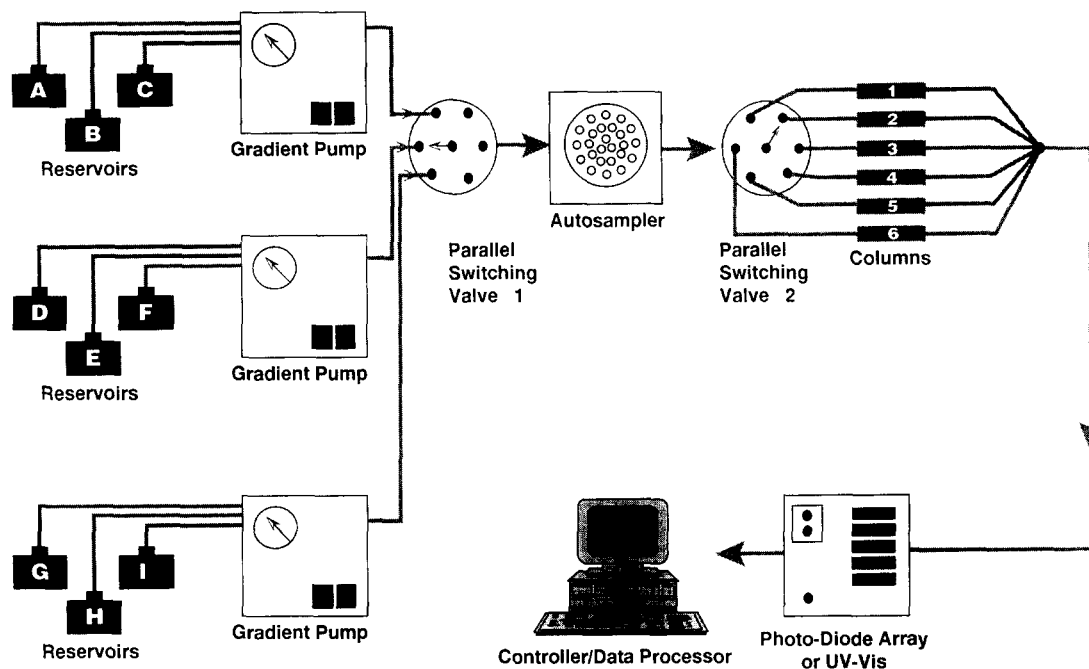 A
B
C
Reservoirs
Gradient Pump
D
E
F
Reservoirs
Gradient Pump
G
H
I
Reservoirs
Gradient Pump
Parallel
Switching
Valve 1
Autosampler
Parallel
Switching
Valve 2
1
2
3
4
5
6
Columns
Controller/Data Processor
Photo-Diode Array
or UV-Vis